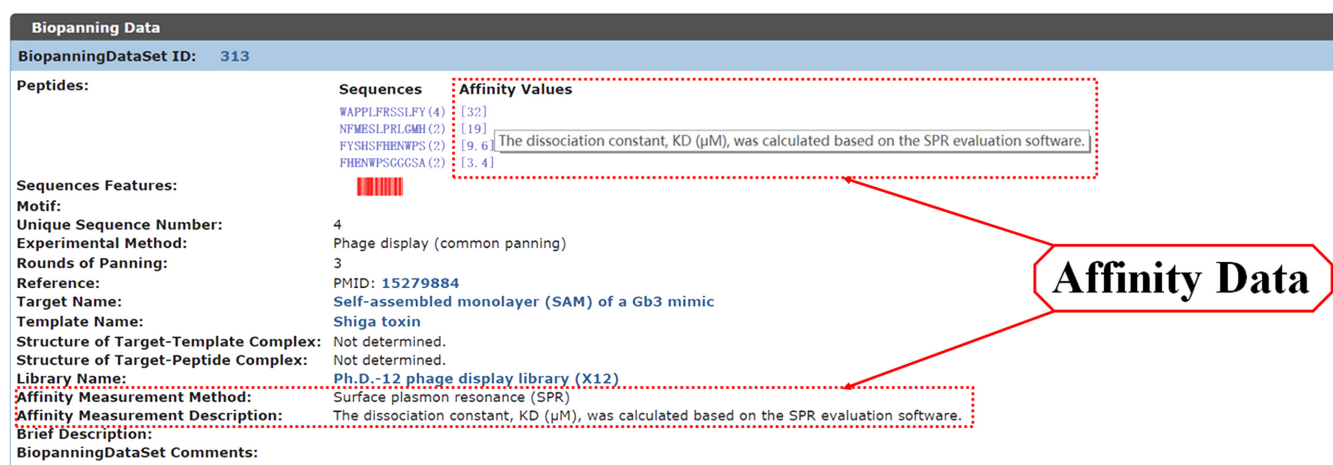 Biopanning Data
BiopanningDataSet ID: 313
Peptides:
Sequences Affinity Values
WAPPLFRSSLFY(4) [32]
NFMESLPRLGMH(2) [19]
FYSHSFHENWPS(2) [9.6]
FHENWPSGGGSA(2) [3.4]
The dissociation constant, KD (μM), was calculated based on the SPR evaluation software.
Sequences Features:
Motif:
Unique Sequence Number: 4
Experimental Method: Phage display (common panning)
Rounds of Panning: 3
Reference: PMID: 15279884
Target Name: Self-assembled monolayer (SAM) of a Gb3 mimic
Template Name: Shiga toxin
Structure of Target-Template Complex: Not determined.
Structure of Target-Peptide Complex: Not determined.
Library Name: Ph.D.-12 phage display library (X12)
Affinity Measurement Method: Surface plasmon resonance (SPR)
Affinity Measurement Description: The dissociation constant, KD (μM), was calculated based on the SPR evaluation software.
Brief Description:
BiopanningDataSet Comments:
Affinity Data